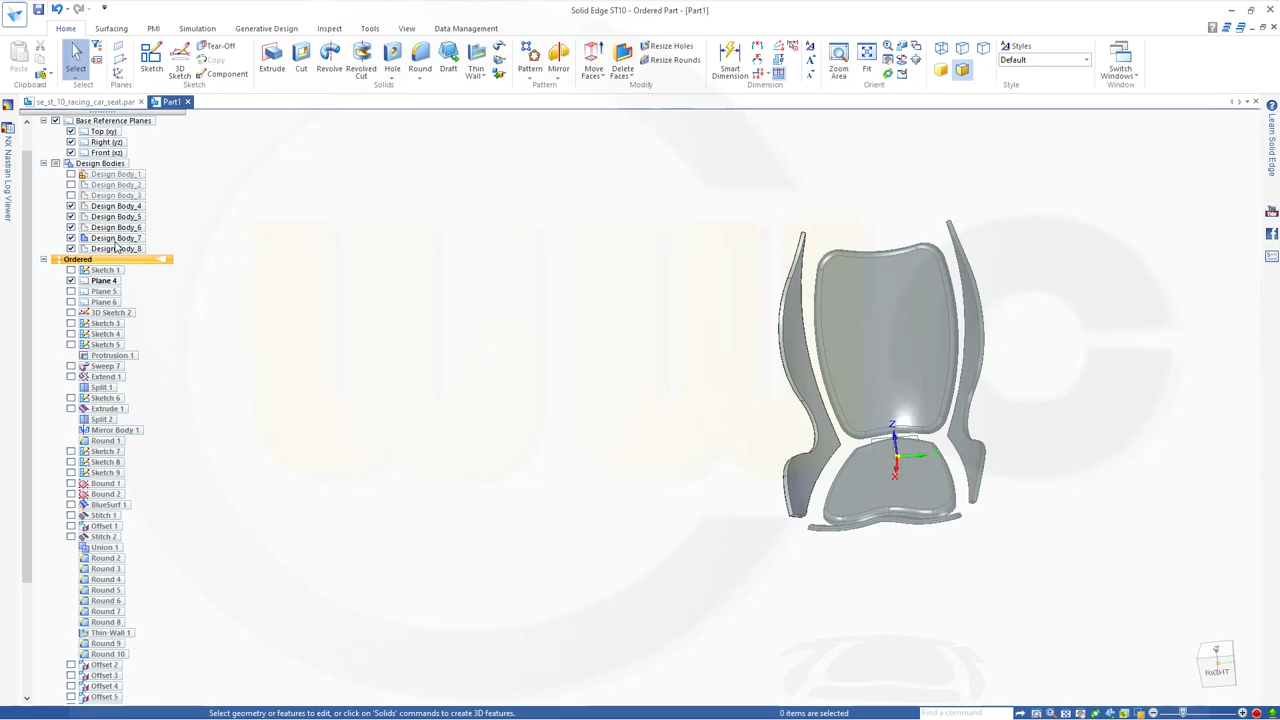 Solid Edge ST10 - Ordered Part - [Part1]
Home Surfacing PMI Simulation Generative Design Inspect Tools View Data Management
Paste Copy Component Tear-Off
Select Sketch 3D Sketch Extrude Cut Revolve Revolved Cut Hole Round Draft Thin Wall Pattern Mirror Move Faces Delete Faces Resize Holes Resize Rounds Smart Dimension Zoom Area Fit Styles Default Switch Windows
Clipboard Select Planes Sketch Solids Pattern Modify Dimension Orient Style Window
se_st_10_racing_car_seat.par Part1
NX Nastran Log Viewer
Learn Solid Edge
Base Reference Planes
Top (xy)
Right (yz)
Front (xz)
Design Bodies
Design Body_1
Design Body_2
Design Body_3
Design Body_4
Design Body_5
Design Body_6
Design Body_7
Design Body_8
Ordered
Sketch 1
Plane 4
Plane 5
Plane 6
3D Sketch 2
Sketch 3
Sketch 4
Sketch 5
Protrusion 1
Sweep 7
Extend 1
Split 1
Sketch 6
Extrude 1
Split 2
Mirror Body 1
Round 1
Sketch 7
Sketch 8
Sketch 9
Bound 1
Bound 2
BlueSurf 1
Stitch 1
Offset 1
Stitch 2
Union 1
Round 2
Round 3
Round 4
Round 5
Round 6
Round 7
Round 8
Thin-Wall 1
Round 9
Round 10
Offset 2
Offset 3
Offset 4
Offset 5
Z
X
RIGHT
Select geometry or features to edit, or click on 'Solids' commands to create 3D features. 0 items are selected Find a command